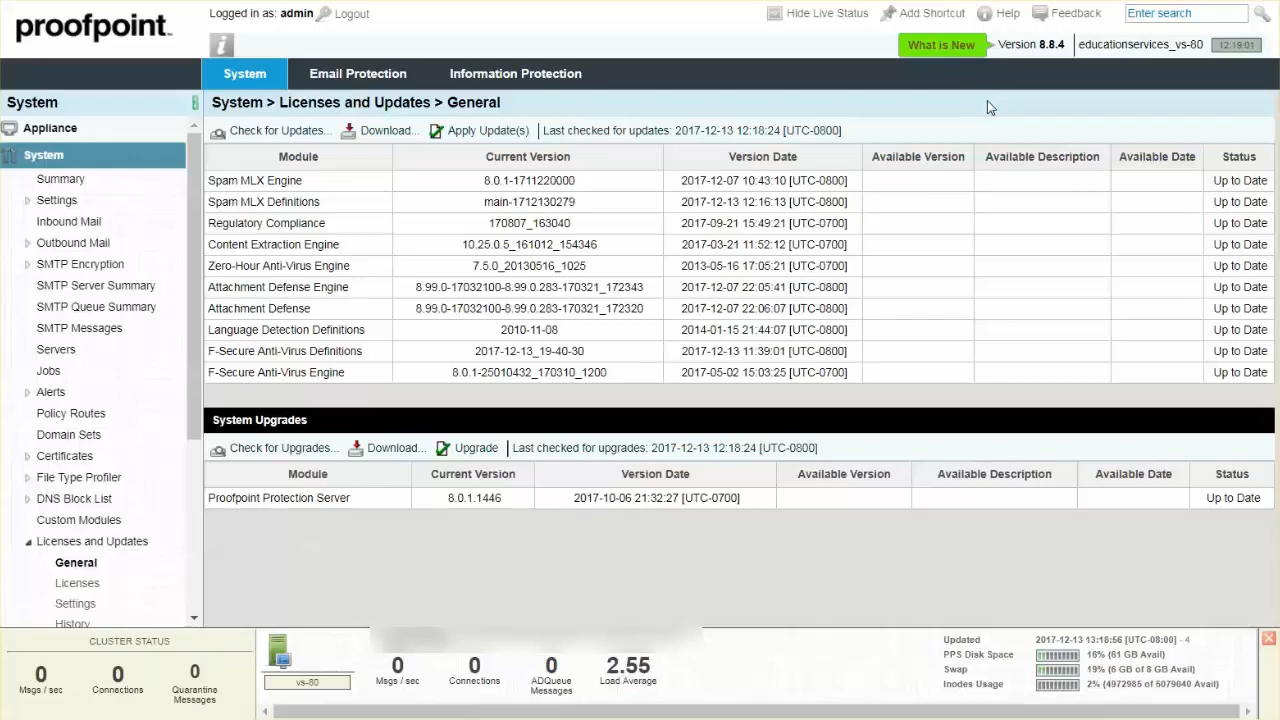 proofpoint.
Logged in as: admin Logout
Hide Live Status Add Shortcut Help Feedback Enter search
What is New Version 8.8.4 educationservices_vs-80 12:19:01
System Email Protection Information Protection
System
System > Licenses and Updates > General
Appliance
System
Summary
Settings
Inbound Mail
Outbound Mail
SMTP Encryption
SMTP Server Summary
SMTP Queue Summary
SMTP Messages
Servers
Jobs
Alerts
Policy Routes
Domain Sets
Certificates
File Type Profiler
DNS Block List
Custom Modules
Licenses and Updates
General
Licenses
Settings
History
Check for Updates... Download... Apply Update(s) Last checked for updates: 2017-12-13 12:18:24 [UTC-0800]
Module Current Version Version Date Available Version Available Description Available Date Status
Spam MLX Engine 8.0.1-1711220000 2017-12-07 10:43:10 [UTC-0800] Up to Date
Spam MLX Definitions main-1712130279 2017-12-13 12:16:13 [UTC-0800] Up to Date
Regulatory Compliance 170807_163040 2017-09-21 15:49:21 [UTC-0700] Up to Date
Content Extraction Engine 10.25.0.5_161012_154346 2017-03-21 11:52:12 [UTC-0700] Up to Date
Zero-Hour Anti-Virus Engine 7.5.0_20130516_1025 2013-05-16 17:05:21 [UTC-0700] Up to Date
Attachment Defense Engine 8.99.0-17032100-8.99.0.283-170321_172343 2017-12-07 22:05:41 [UTC-0800] Up to Date
Attachment Defense 8.99.0-17032100-8.99.0.283-170321_172320 2017-12-07 22:06:07 [UTC-0800] Up to Date
Language Detection Definitions 2010-11-08 2014-01-15 21:44:07 [UTC-0800] Up to Date
F-Secure Anti-Virus Definitions 2017-12-13_19-40-30 2017-12-13 11:39:01 [UTC-0800] Up to Date
F-Secure Anti-Virus Engine 8.0.1-25010432_170310_1200 2017-05-02 15:03:25 [UTC-0700] Up to Date
System Upgrades
Check for Upgrades... Download... Upgrade Last checked for upgrades: 2017-12-13 12:18:24 [UTC-0800]
Module Current Version Version Date Available Version Available Description Available Date Status
Proofpoint Protection Server 8.0.1.1446 2017-10-06 21:32:27 [UTC-0700] Up to Date
CLUSTER STATUS
0 Msgs / sec
0 Connections
0 Quarantine Messages
vs-80
0 Msgs / sec
0 Connections
0 ADQueue Messages
2.55 Load Average
Updated 2017-12-13 13:18:56 [UTC-08:00] - 4
PPS Disk Space 16% (61 GB Avail)
Swap 19% (6 GB of 8 GB Avail)
Inodes Usage 2% (4972985 of 5079040 Avail)